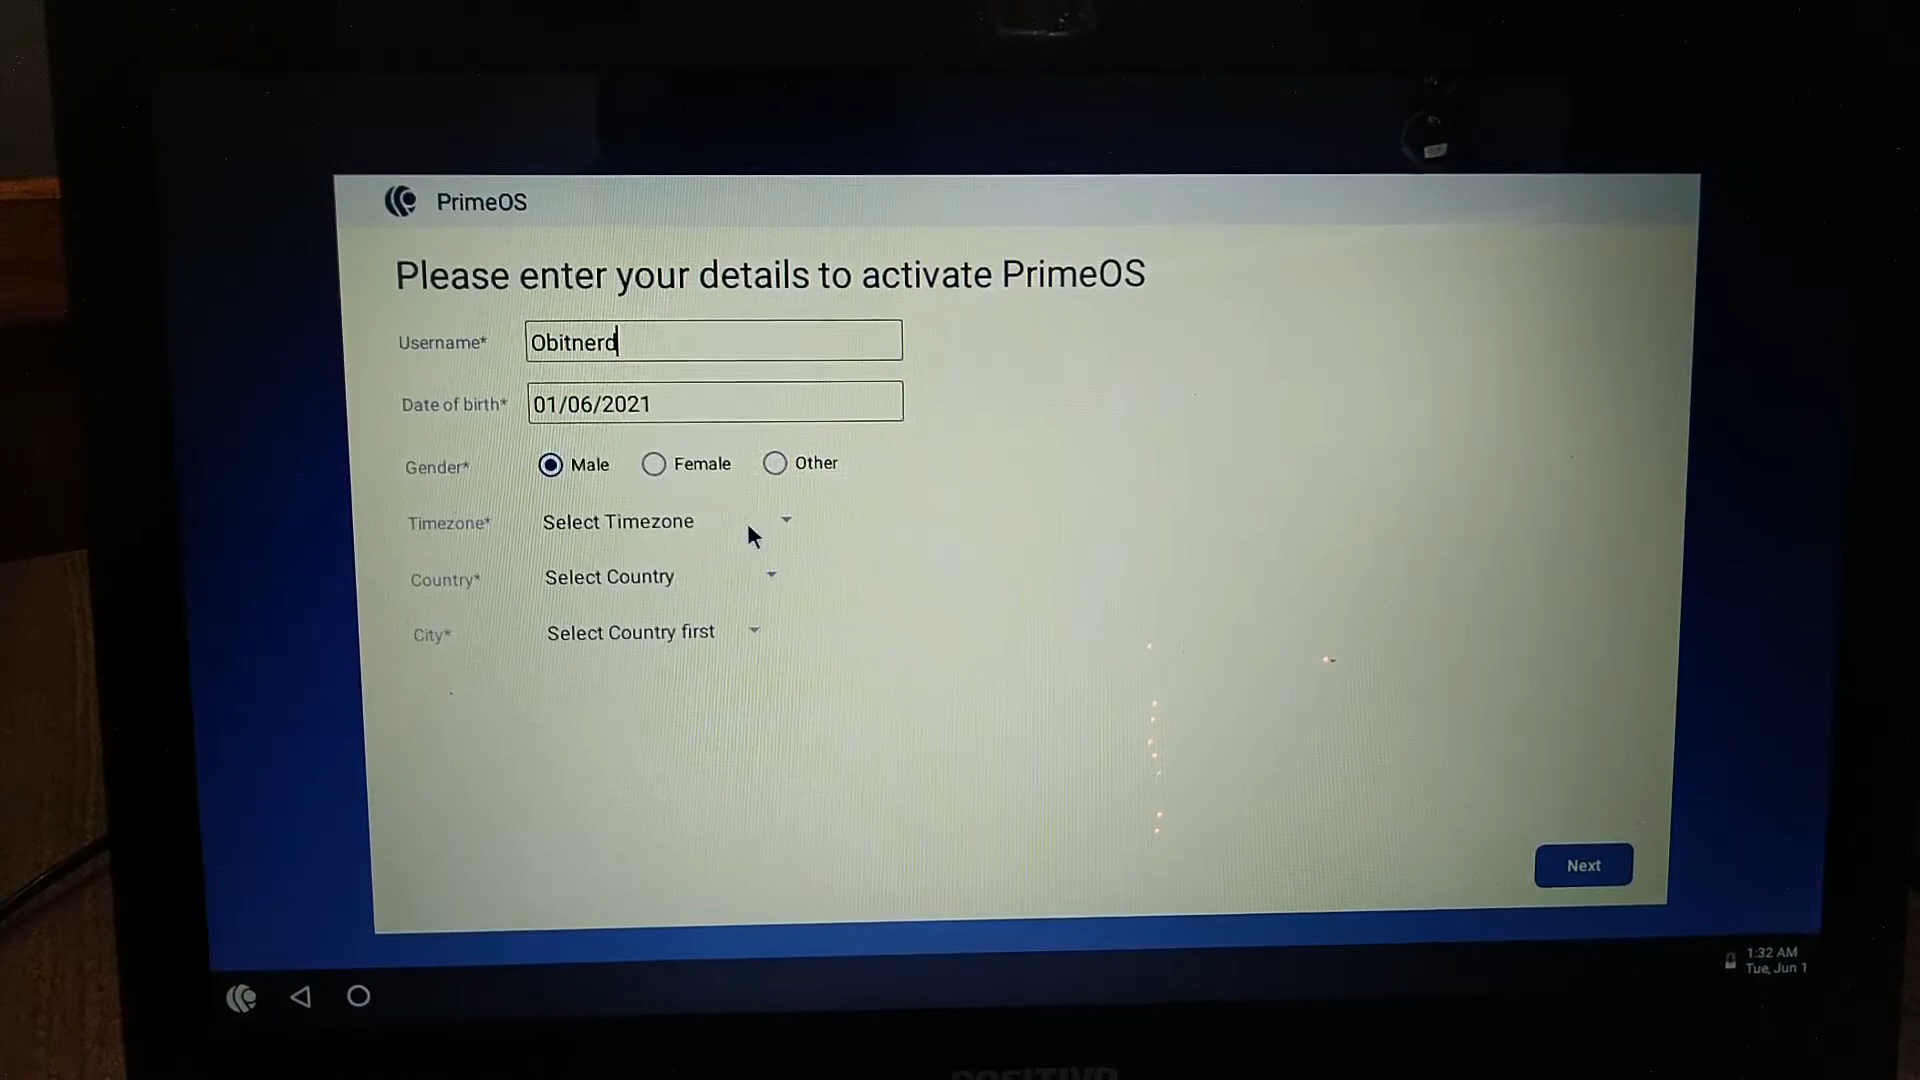 PrimeOS
Please enter your details to activate PrimeOS
Username* Obitnerd
Date of birth* 01/06/2021
Gender* Male Female Other
Timezone* Select Timezone
Country* Select Country
City* Select Country first
Next
1:32 AM
Tue, Jun 1
POSITIVO